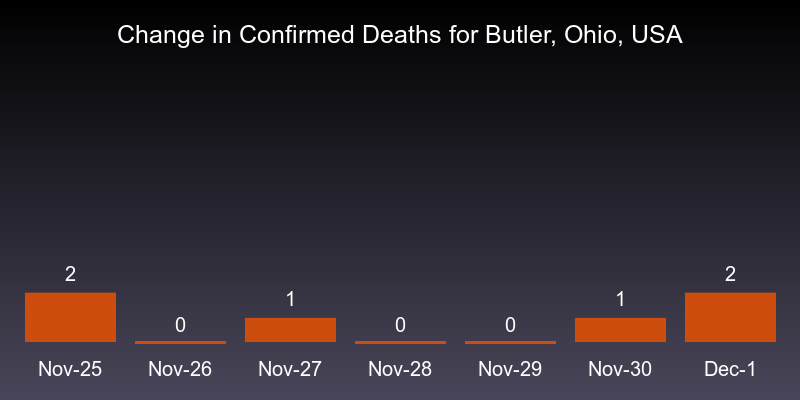 Change in Confirmed Deaths for Butler, Ohio, USA
2
0
1
0
0
1
2
Nov-25
Nov-26
Nov-27
Nov-28
Nov-29
Nov-30
Dec-1